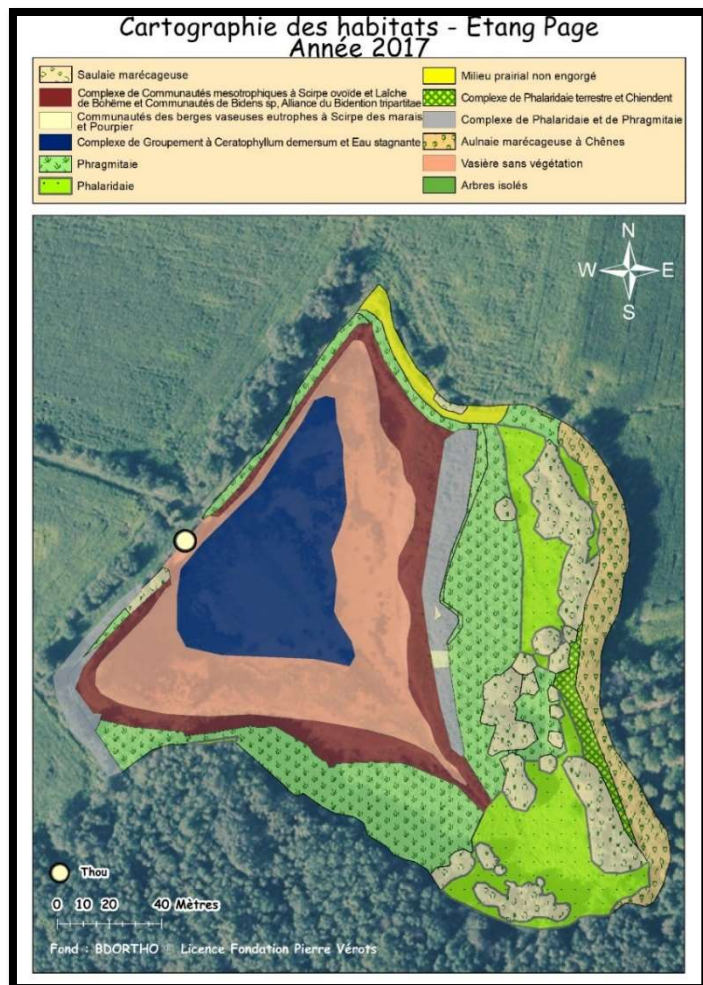 Cartographie des habitats - Etang Page
Année 2017
Saulaie marécageuse
Complexe de Communautés mesotrophiques à Scirpe ovoïde et Laîche
de Bohême et Communautés de Bidens sp, Alliance du Bidention tripartitae
Communautés des berges vaseuses eutrophes à Scirpe des marais
et Pourpier
Complexe de Groupement à Ceratophyllum demersum et Eau stagnante
Phragmitaie
Phalaridaie
Milieu prairial non engorgé
Complexe de Phalaridaie terrestre et Chiendent
Complexe de Phalaridaie et de Phragmitaie
Aulnaie marécageuse à Chênes
Vasière sans végétation
Arbres isolés
N
W E
S
Thou
0 10 20 40 Mètres
Fond : BDORTHO © Licence Fondation Pierre Vérots